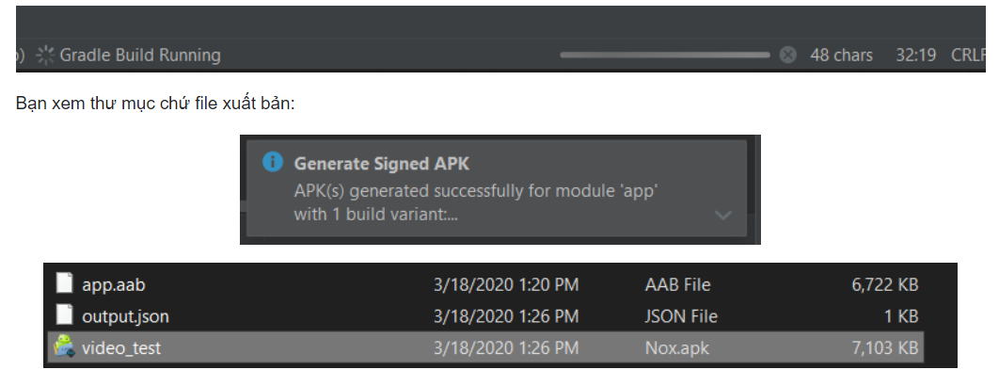 ) Gradle Build Running 48 chars 32:19 CRLF
Bạn xem thư mục chứ file xuất bản:
Generate Signed APK
APK(s) generated successfully for module 'app'
with 1 build variant:...
app.aab 3/18/2020 1:20 PM AAB File 6,722 KB
output.json 3/18/2020 1:26 PM JSON File 1 KB
video_test 3/18/2020 1:26 PM Nox.apk 7,103 KB